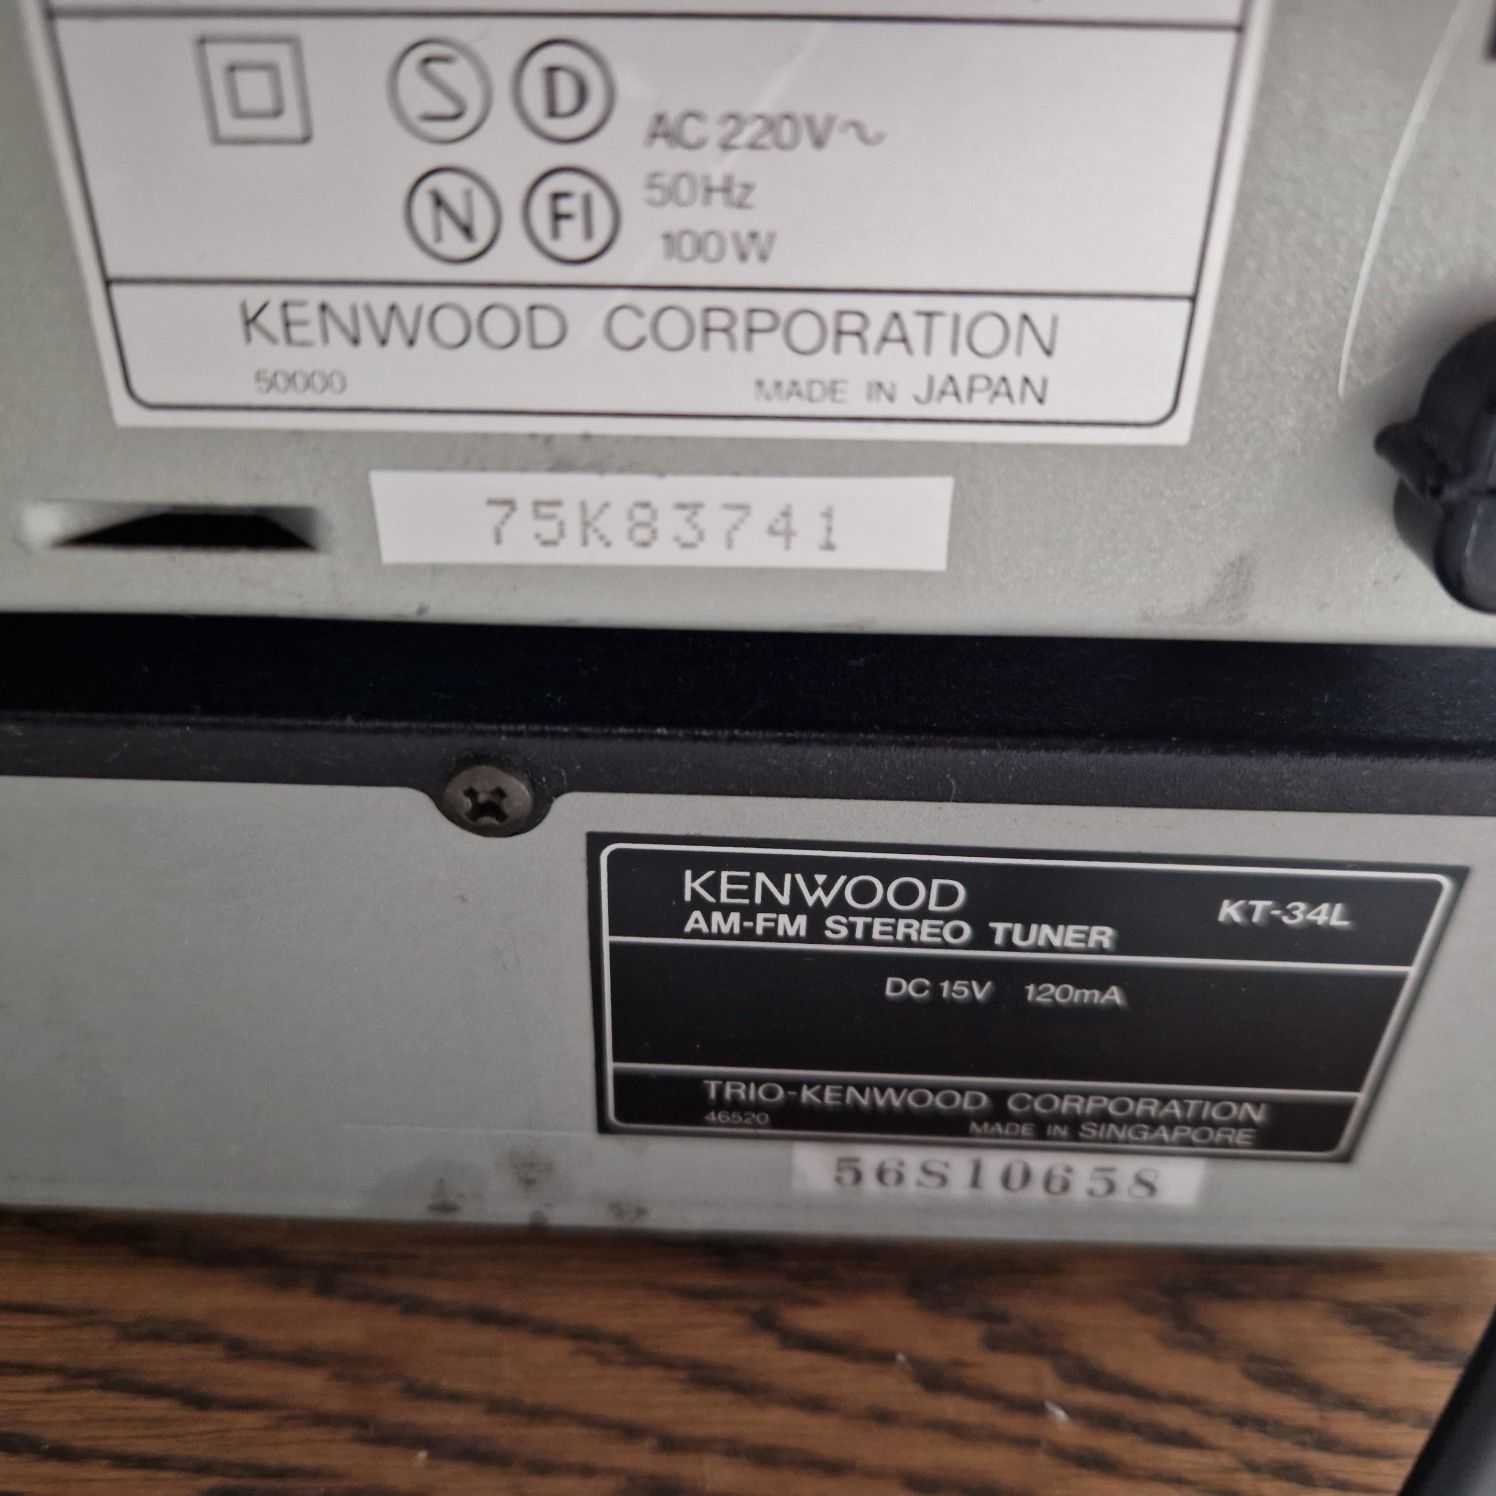 S D
AC 220V~
N FI
50Hz
100W
KENWOOD CORPORATION
50000 MADE IN JAPAN
75K83741
KENWOOD KT-34L
AM-FM STEREO TUNER
DC 15V 120mA
TRIO-KENWOOD CORPORATION
46520 MADE IN SINGAPORE
56S10658